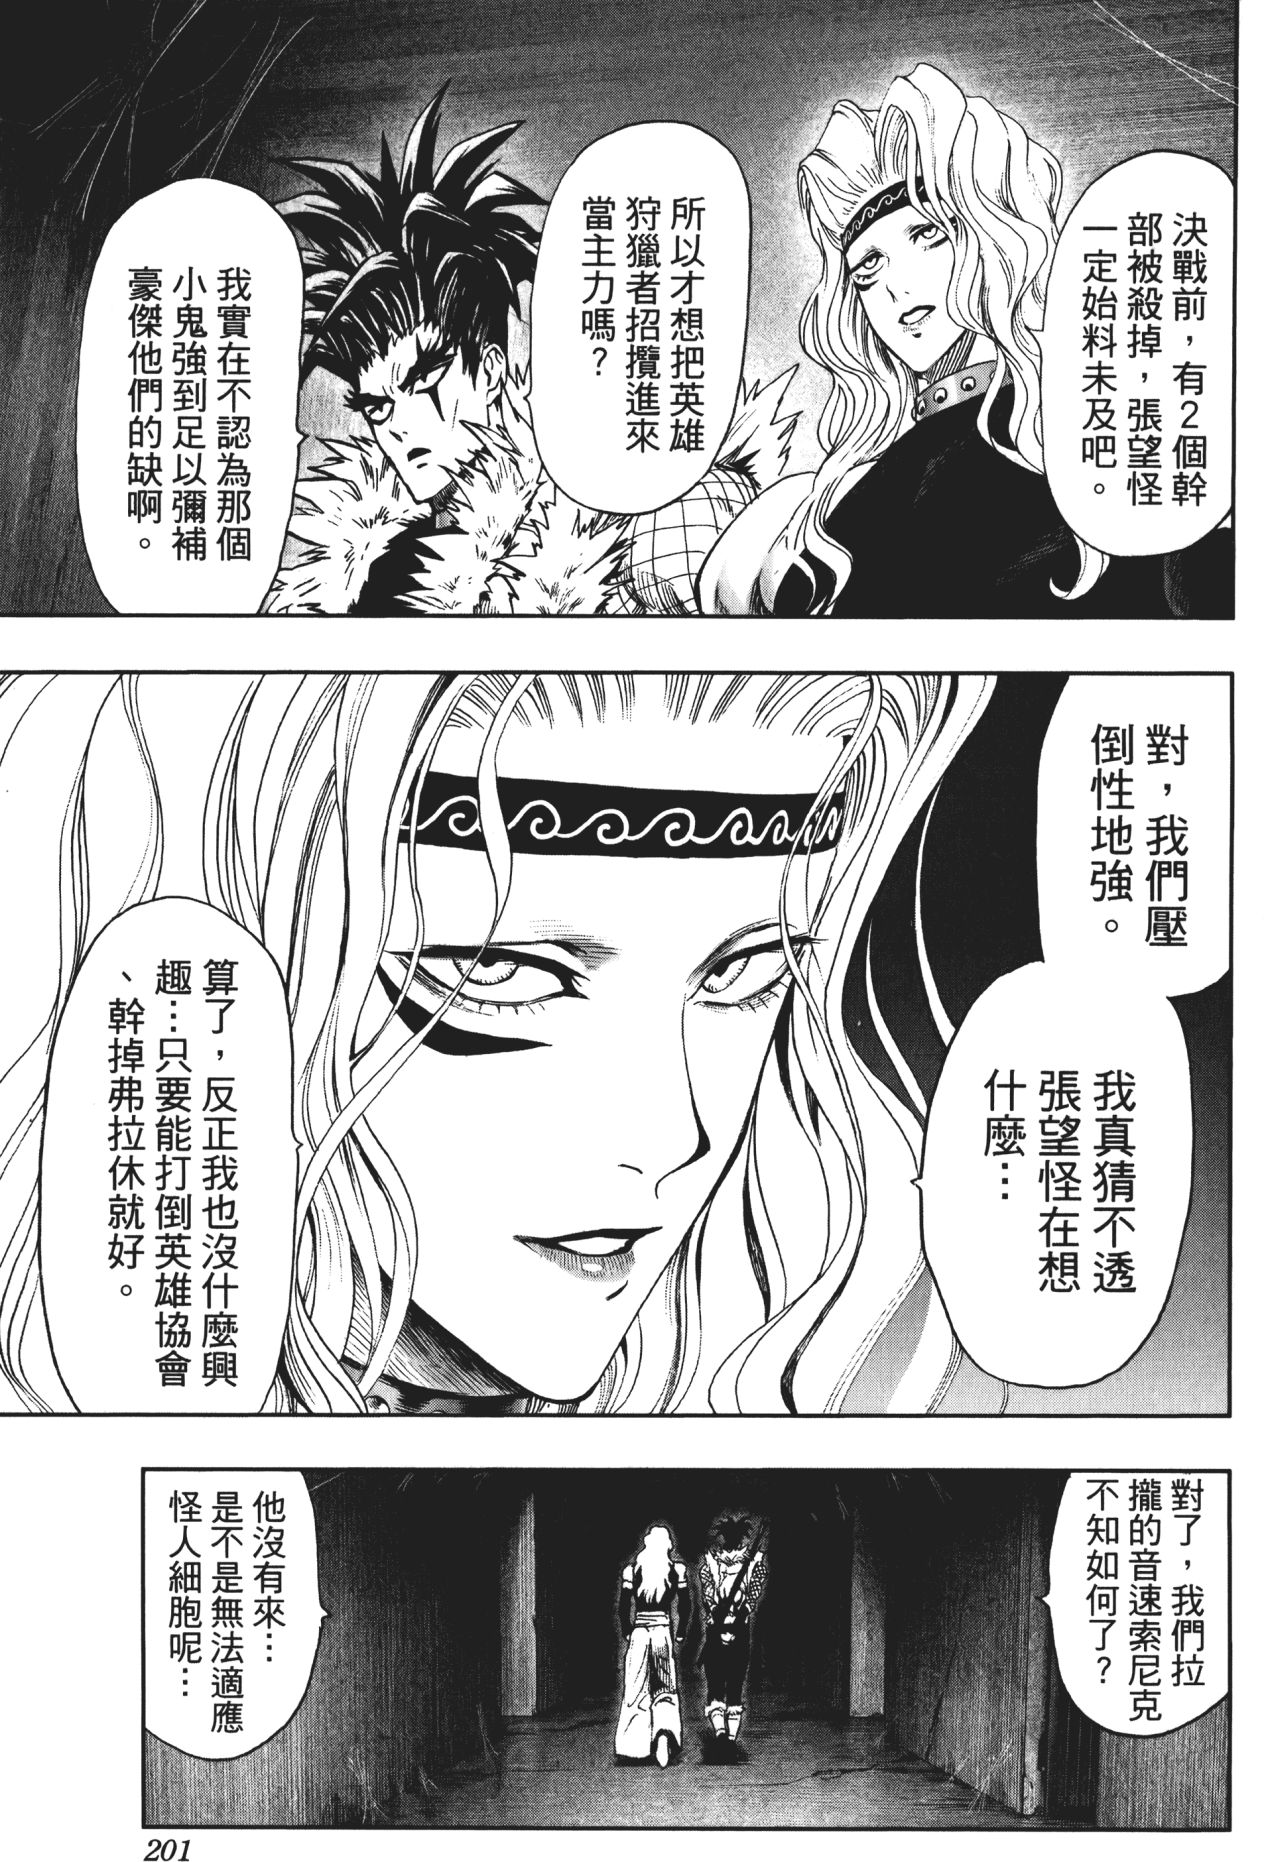 決戰前，有2個幹
部被殺掉，張望怪
一定始料未及吧。
所以才想把英雄
狩獵者招攬進來
當主力嗎？
我實在不認為那個
小鬼強到足以彌補
豪傑他們的缺啊。
對，我們壓
倒性地強。
我真猜不透
張望怪在想
什麼…
算了，反正我也沒什麼興
趣…只要能打倒英雄協會
、幹掉弗拉休就好。
對了，我們拉
攏的音速索尼克
不知如何了？
他沒有來…
是不是無法適應
怪人細胞呢…
201